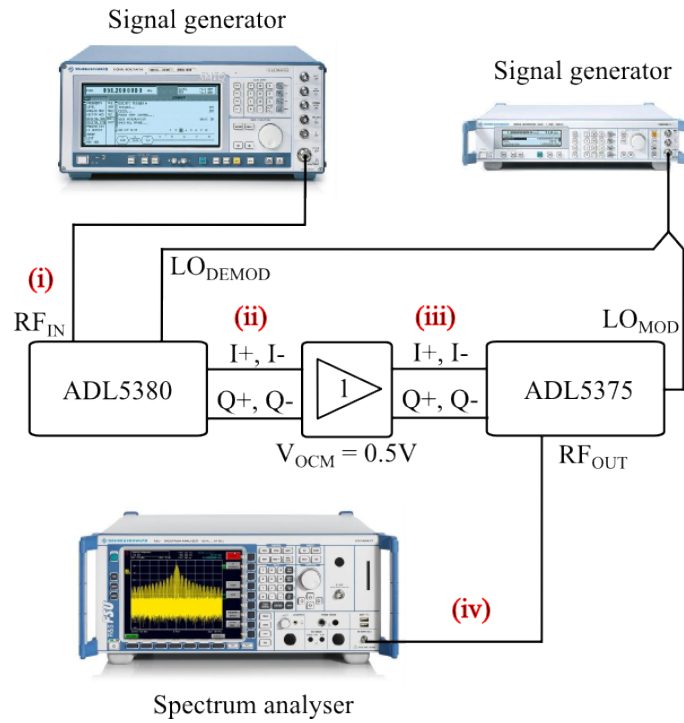 Signal generator
Signal generator
(i)
LO_DEMOD
RF_IN
(ii)
(iii)
LO_MOD
I+, I-
I+, I-
ADL5380
1
ADL5375
Q+, Q-
Q+, Q-
V_OCM = 0.5V
RF_OUT
(iv)
FSU
Spectrum analyser